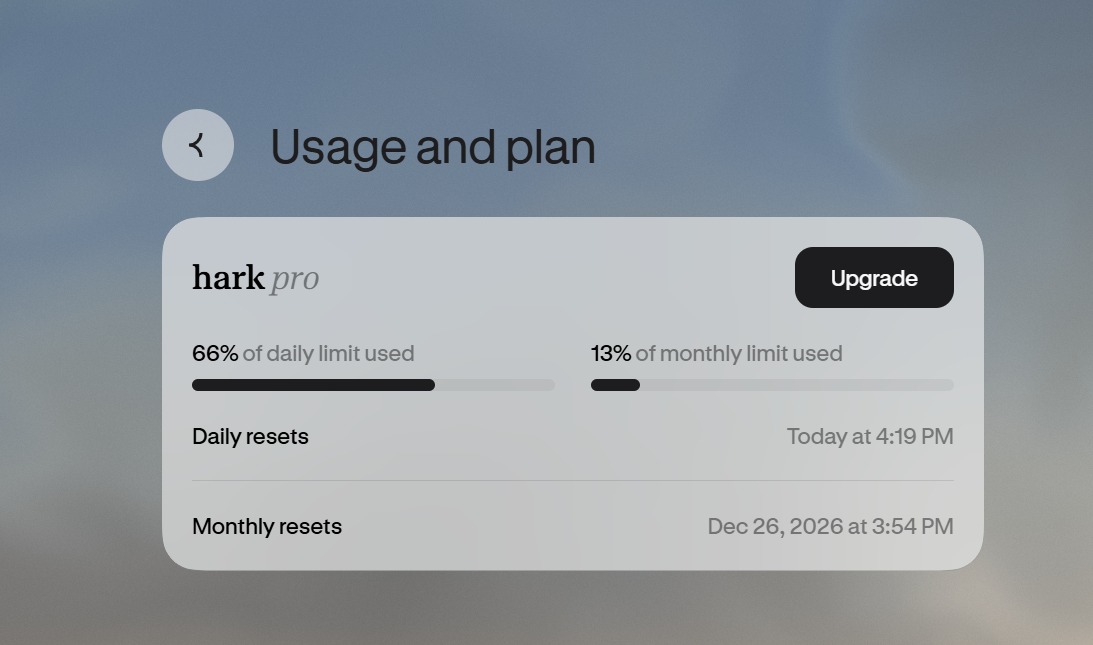 Usage and plan
hark pro
Upgrade
66% of daily limit used
13% of monthly limit used
Daily resets
Today at 4:19 PM
Monthly resets
Dec 26, 2026 at 3:54 PM